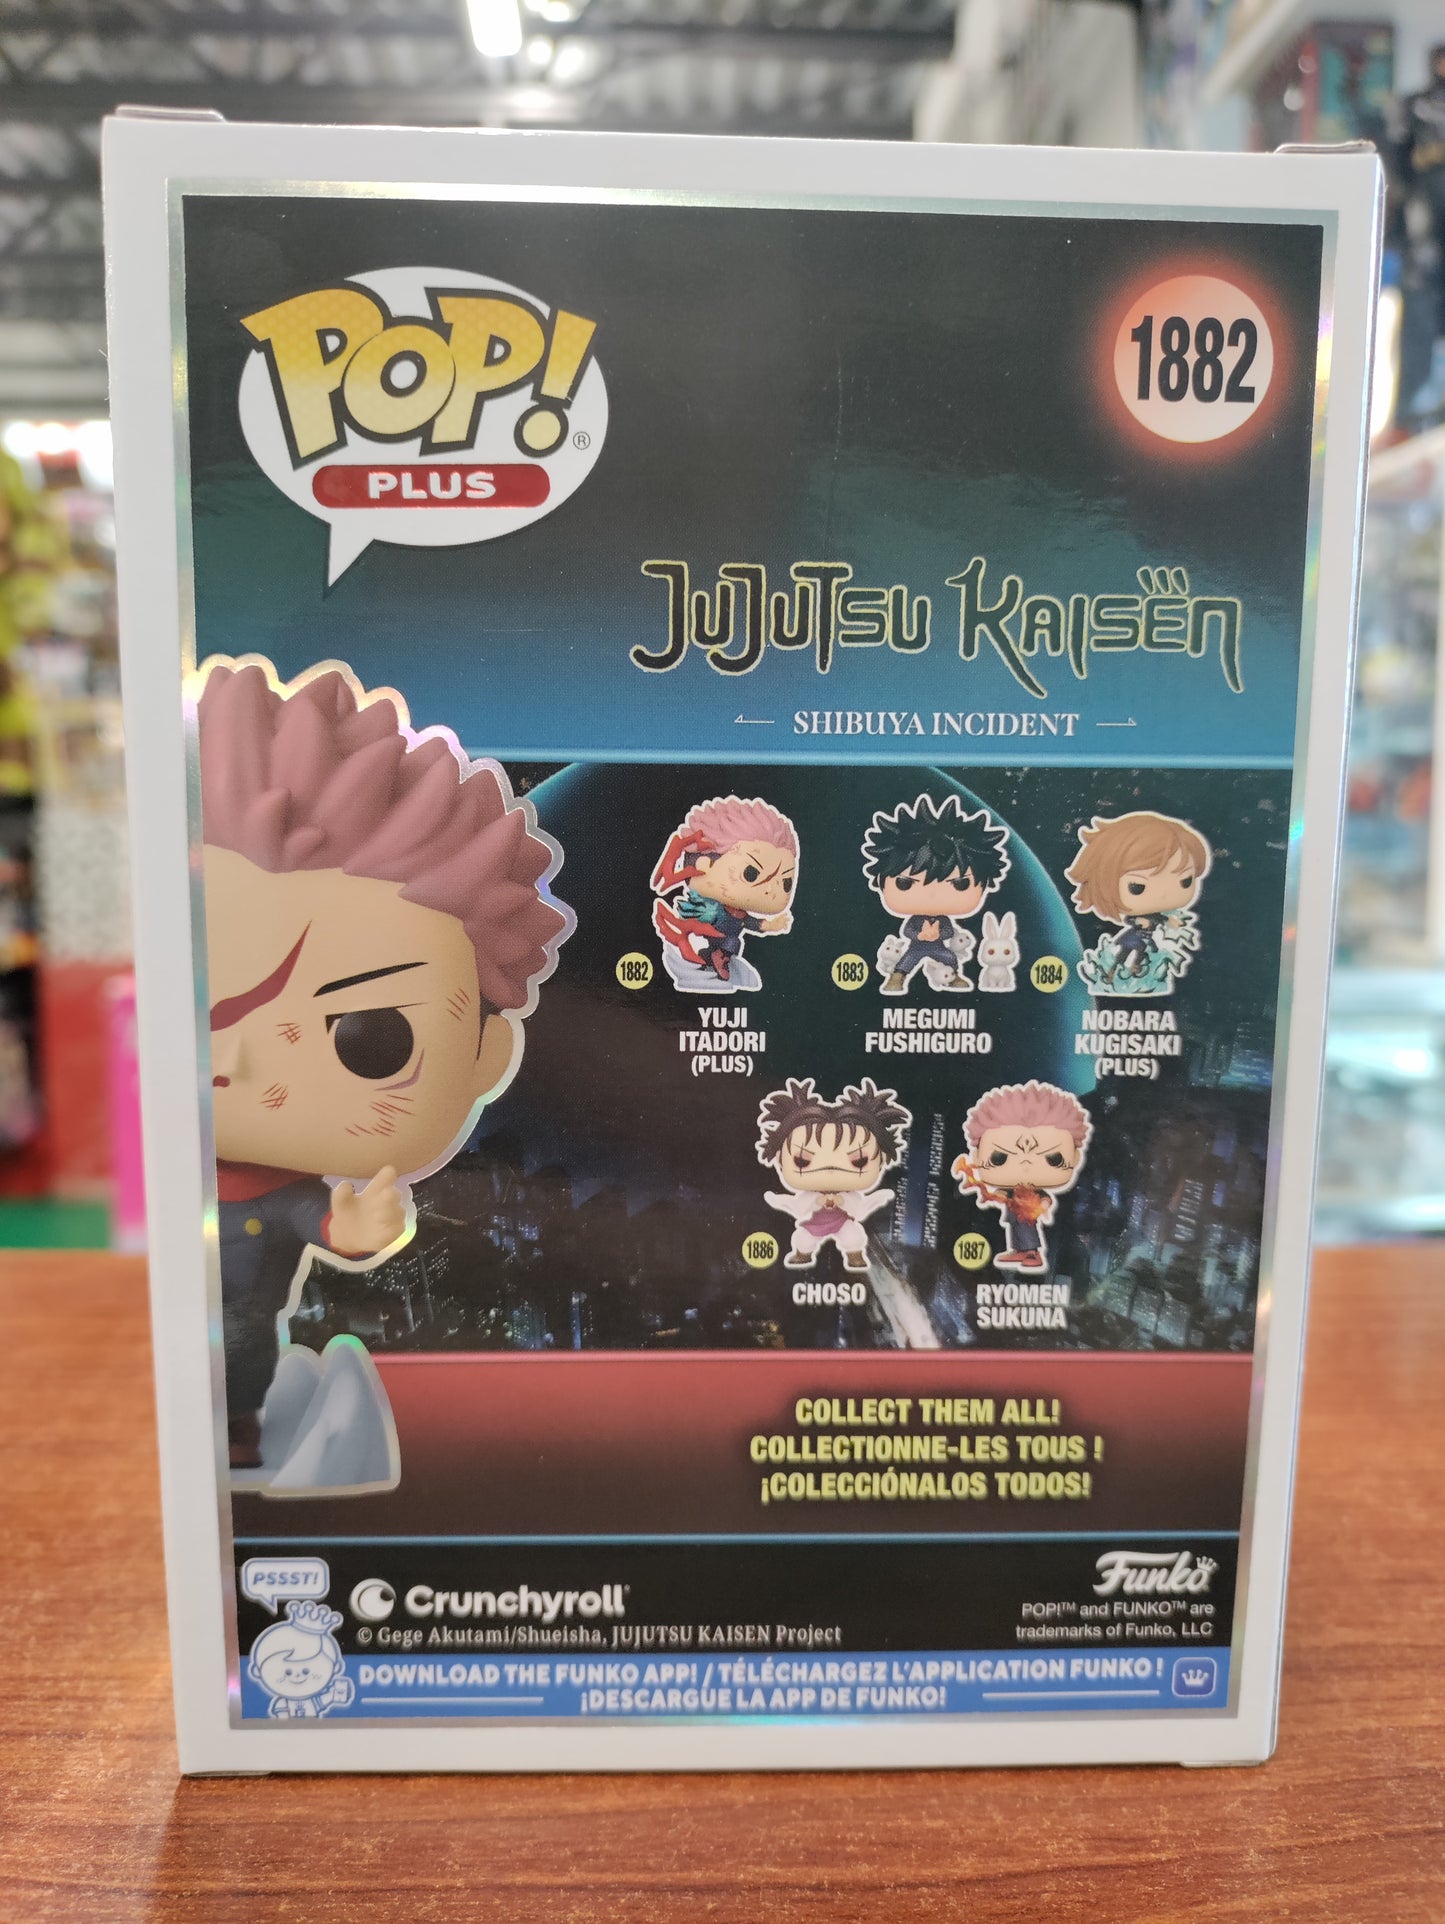 POP!®
PLUS
1882
JUJUTSU KAISEN
SHIBUYA INCIDENT
1882
YUJI
ITADORI
(PLUS)
1883
MEGUMI
FUSHIGURO
1884
NOBARA
KUGISAKI
(PLUS)
1886
CHOSO
1887
RYOMEN
SUKUNA
COLLECT THEM ALL!
COLLECTIONNE-LES TOUS !
¡COLECCIÓNALOS TODOS!
PSSST!
Crunchyroll
© Gege Akutami/Shueisha, JUJUTSU KAISEN Project
Funko
POP!™ and FUNKO™ are
trademarks of Funko, LLC
DOWNLOAD THE FUNKO APP! / TÉLÉCHARGEZ L'APPLICATION FUNKO !
¡DESCARGUE LA APP DE FUNKO!